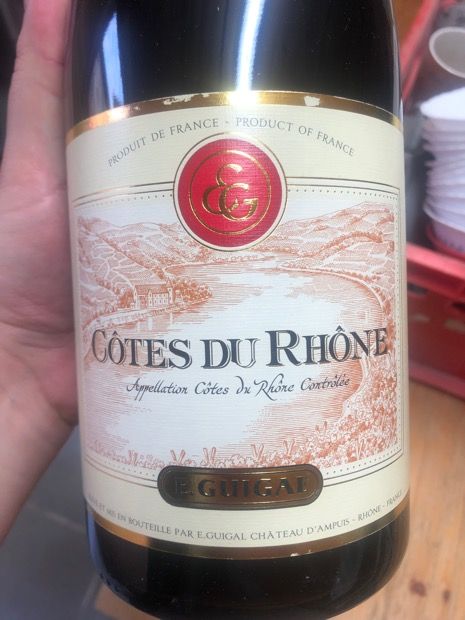 PRODUIT DE FRANCE - PRODUCT OF FRANCE
EG
CÔTES DU RHÔNE
Appellation Côtes du Rhône Contrôlée
E.GUIGAL
ET MIS EN BOUTEILLE PAR E.GUIGAL CHÂTEAU D'AMPUIS - RHÔNE - FRANCE